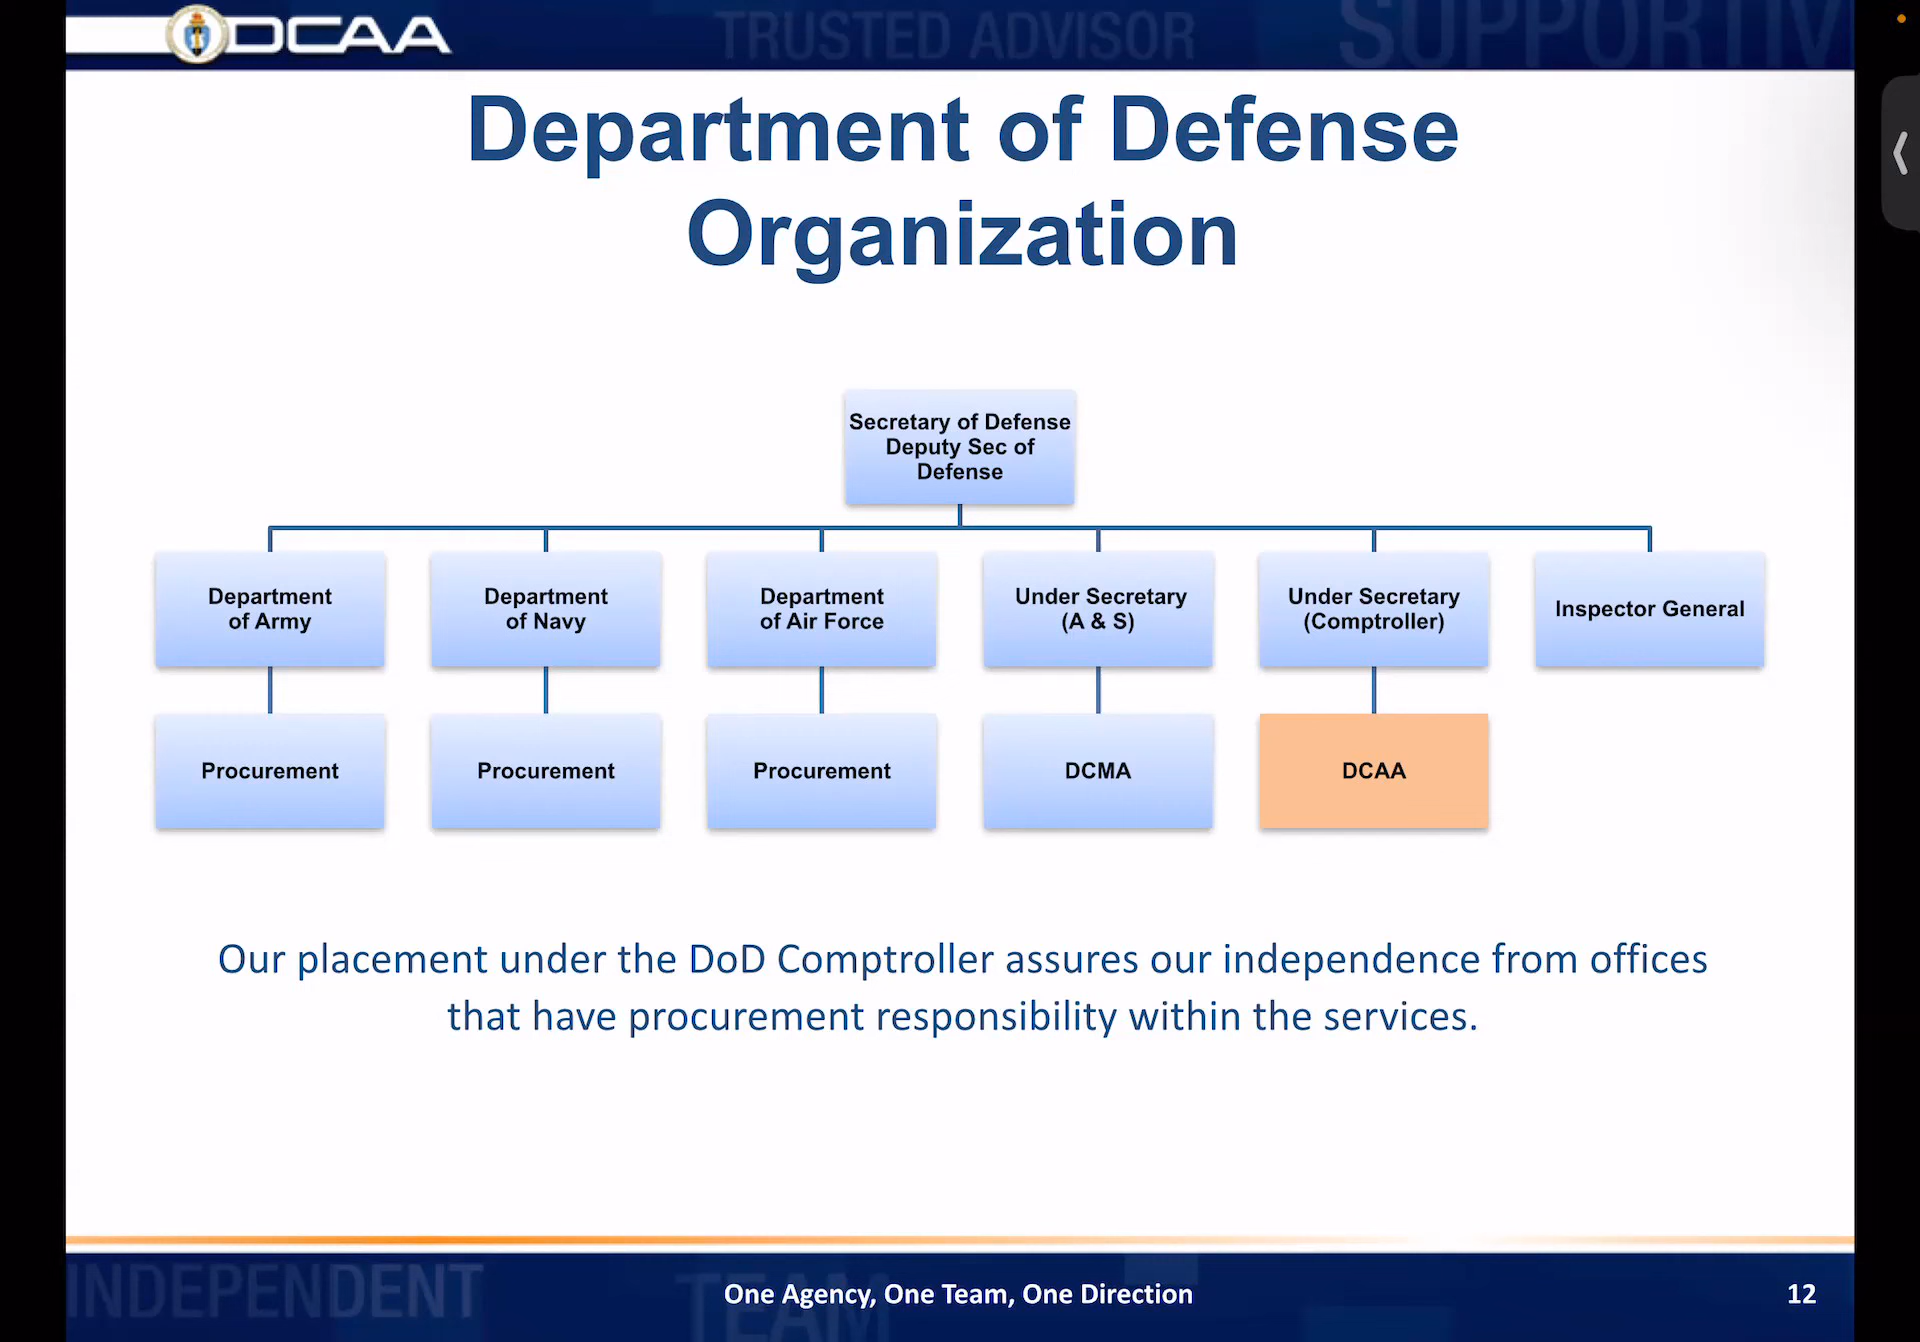 DCAA
TRUSTED ADVISOR
SUPPORTIV
Department of Defense
Organization
Secretary of Defense
Deputy Sec of
Defense
Department
of Army
Department
of Navy
Department
of Air Force
Under Secretary
(A & S)
Under Secretary
(Comptroller)
Inspector General
Procurement
Procurement
Procurement
DCMA
DCAA
Our placement under the DoD Comptroller assures our independence from offices
that have procurement responsibility within the services.
INDEPENDENT
TEAM
One Agency, One Team, One Direction
12